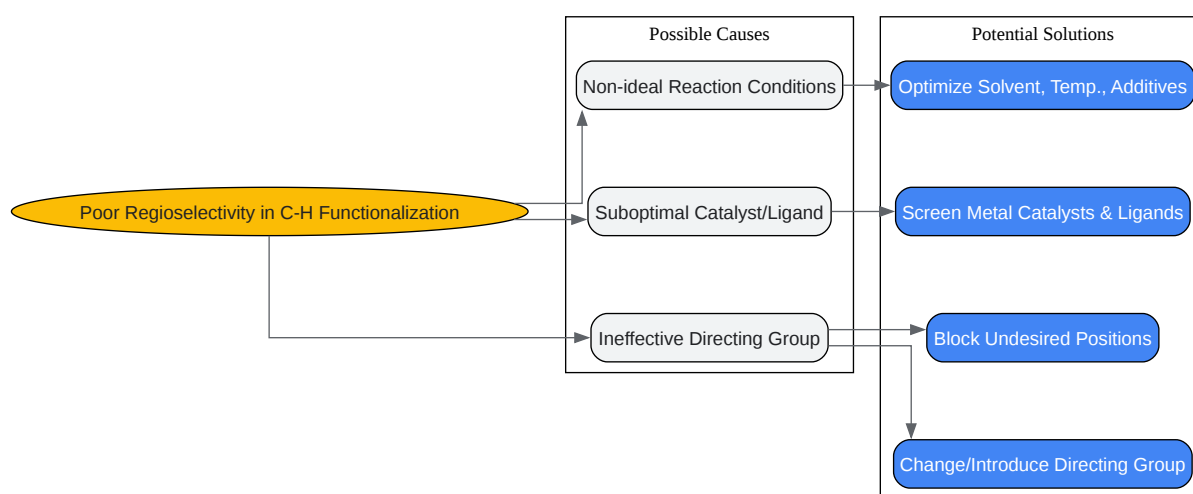 Possible Causes
Potential Solutions
Non-ideal Reaction Conditions
Optimize Solvent, Temp., Additives
Poor Regioselectivity in C-H Functionalization
Suboptimal Catalyst/Ligand
Screen Metal Catalysts & Ligands
Ineffective Directing Group
Block Undesired Positions
Change/Introduce Directing Group